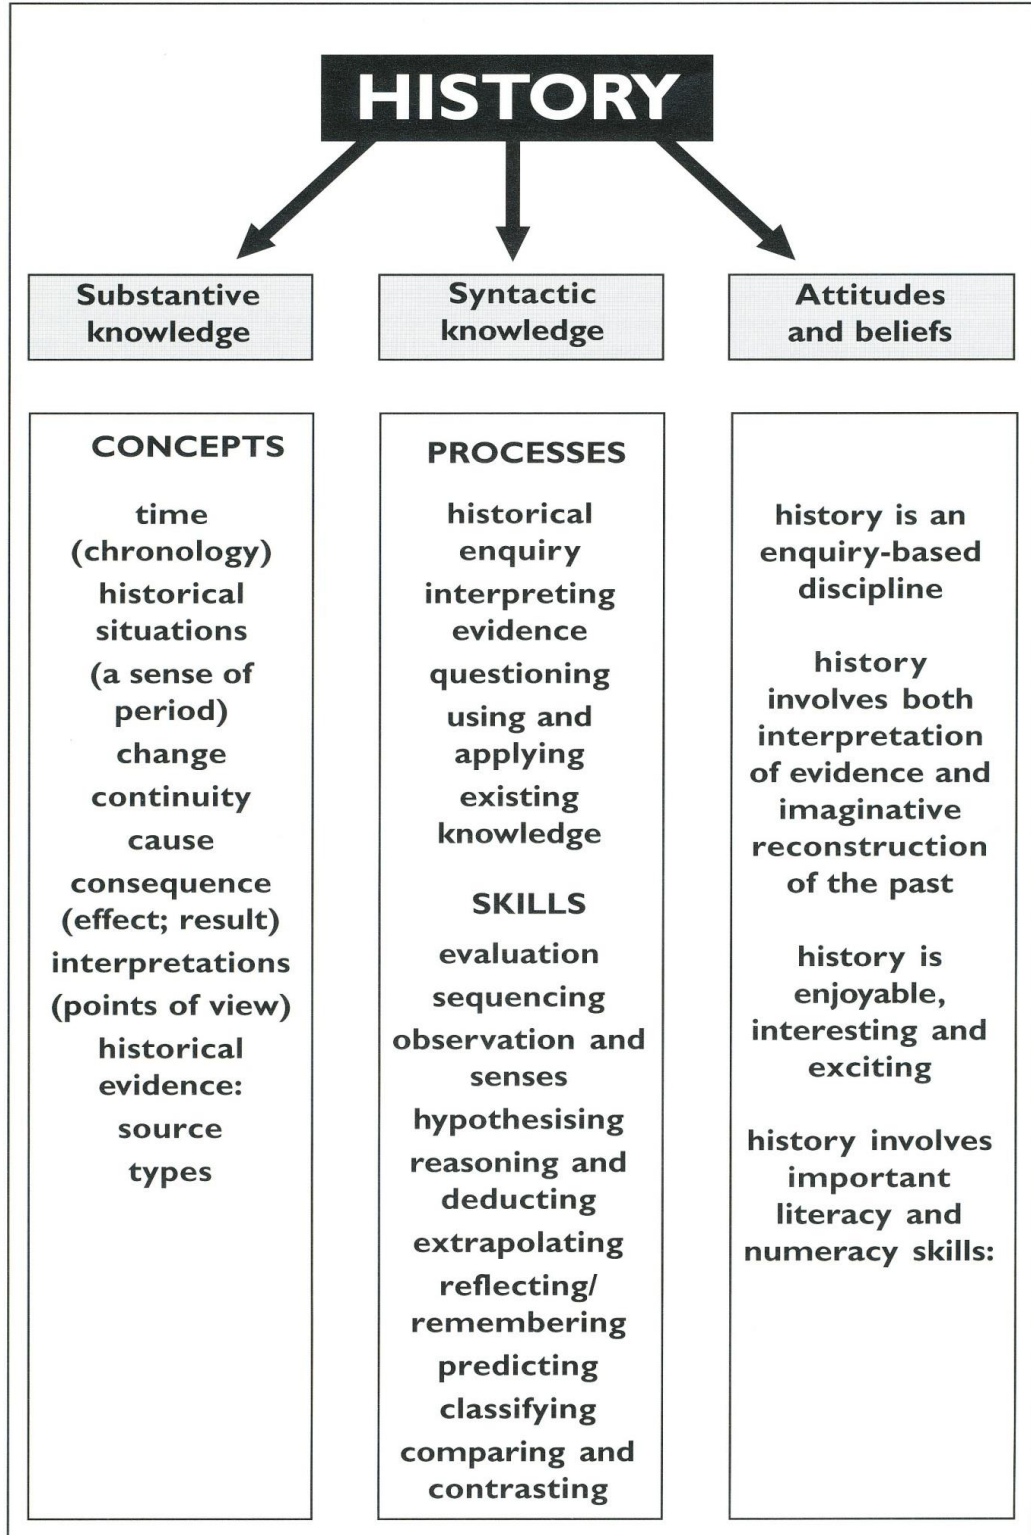 HISTORY
Substantive
knowledge
Syntactic
knowledge
Attitudes
and beliefs
CONCEPTS
time
(chronology)
historical
situations
(a sense of
period)
change
continuity
cause
consequence
(effect; result)
interpretations
(points of view)
historical
evidence:
source
types
PROCESSES
historical
enquiry
interpreting
evidence
questioning
using and
applying
existing
knowledge
SKILLS
evaluation
sequencing
observation and
senses
hypothesising
reasoning and
deducting
extrapolating
reflecting/
remembering
predicting
classifying
comparing and
contrasting
history is an
enquiry-based
discipline
history
involves both
interpretation
of evidence and
imaginative
reconstruction
of the past
history is
enjoyable,
interesting and
exciting
history involves
important
literacy and
numeracy skills: